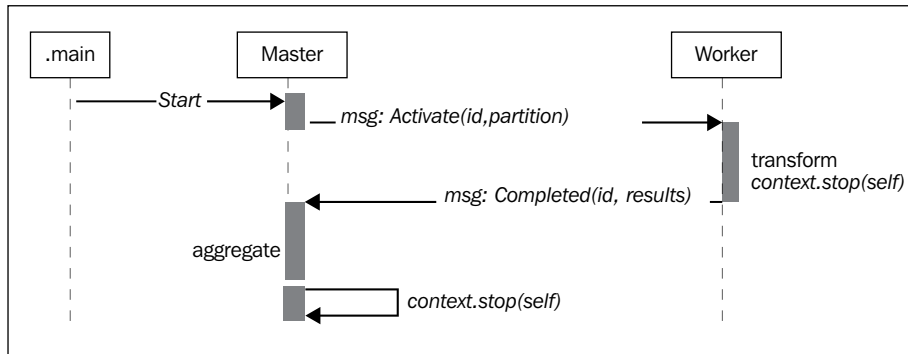 .main
Master
Worker
Start
msg: Activate(id,partition)
transform
context.stop(self)
msg: Completed(id, results)
aggregate
context.stop(self)